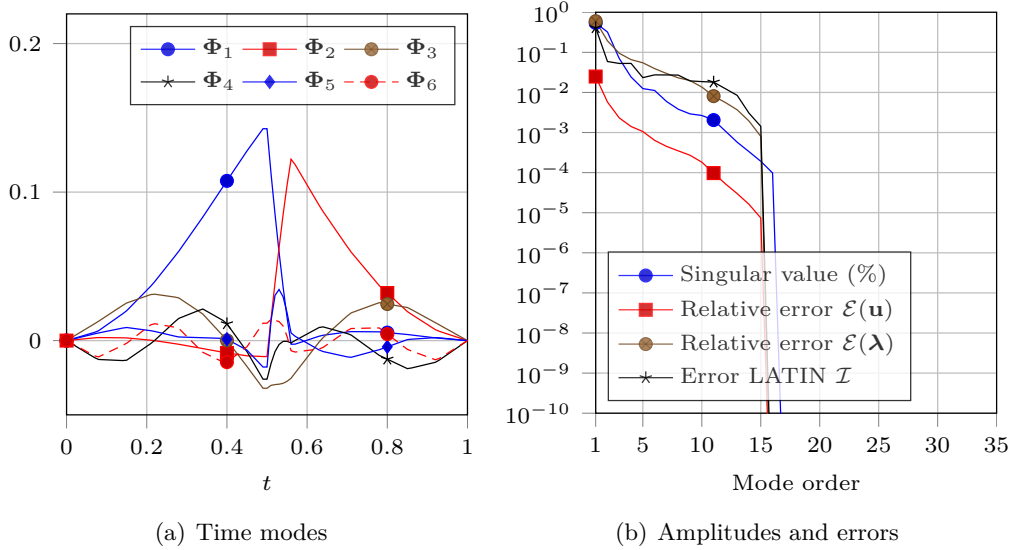 0.2
0.1
0
Φ1 Φ2 Φ3
Φ4 Φ5 Φ6
0 0.2 0.4 0.6 0.8 1
t
(a) Time modes
10^0
10^−1
10^−2
10^−3
10^−4
10^−5
10^−6
10^−7
10^−8
10^−9
10^−10
Singular value (%)
Relative error ℰ(u)
Relative error ℰ(λ)
Error LATIN ℐ
1 5 10 15 20 25 30 35
Mode order
(b) Amplitudes and errors